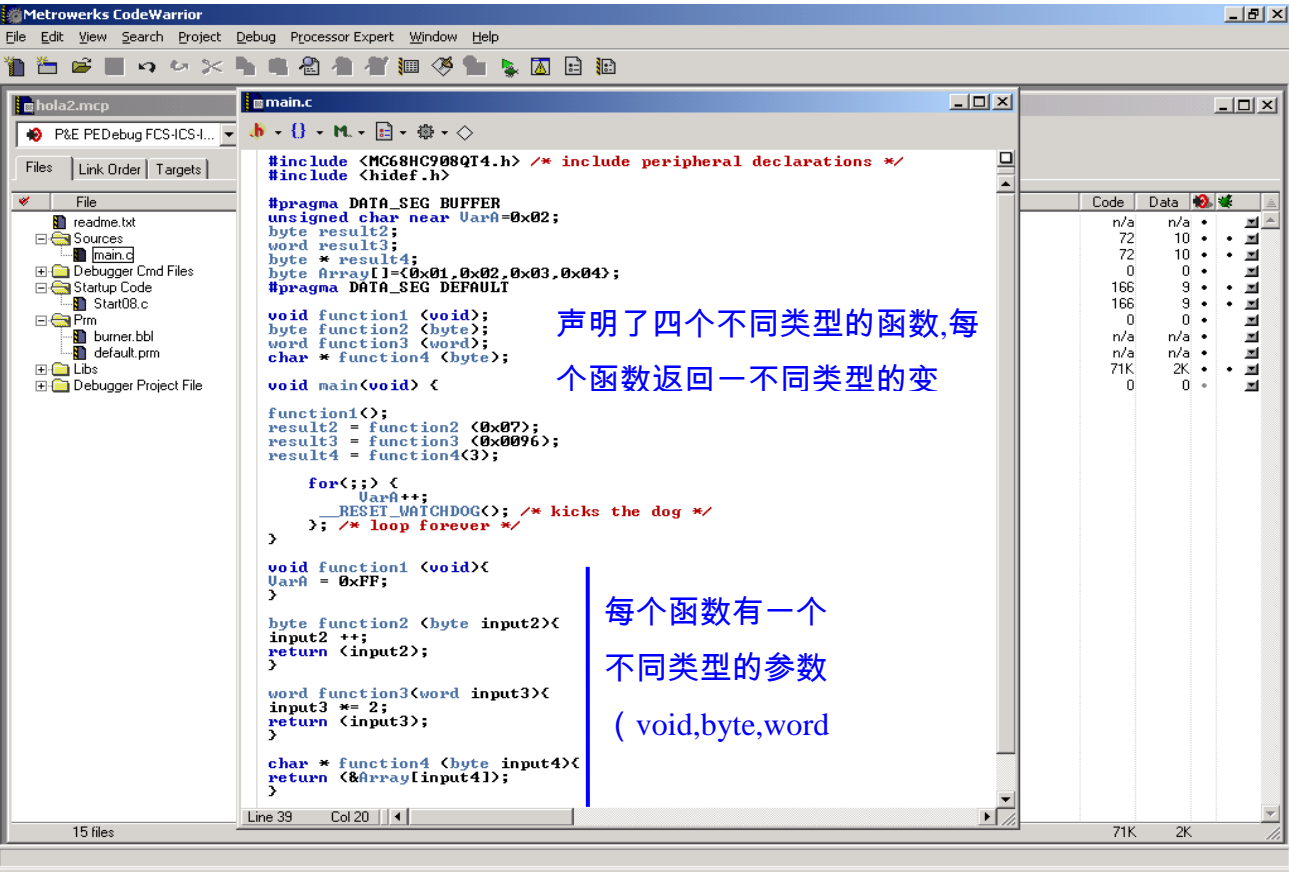 Metrowerks CodeWarrior
File Edit View Search Project Debug Processor Expert Window Help
hola2.mcp
P&E PEDebug FCS-ICS-I...
Files Link Order Targets
File Code Data
readme.txt n/a n/a
Sources 72 10
main.c 72 10
Debugger Cmd Files 0 0
Startup Code 166 9
Start08.c 166 9
Prm 0 0
burner.bbl n/a n/a
default.prm n/a n/a
Libs 71K 2K
Debugger Project File 0 0
15 files 71K 2K
main.c
#include <MC68HC908QT4.h> /* include peripheral declarations */
#include <hidef.h>
#pragma DATA_SEG BUFFER
unsigned char near VarA=0x02;
byte result2;
word result3;
byte * result4;
byte Array[]={0x01,0x02,0x03,0x04};
#pragma DATA_SEG DEFAULT
void function1 (void);
byte function2 (byte);
word function3 (word);
char * function4 (byte);
声明了四个不同类型的函数,每
个函数返回一不同类型的变
void main(void) {
function1();
result2 = function2 (0x07);
result3 = function3 (0x0096);
result4 = function4(3);
for(;;) {
VarA++;
__RESET_WATCHDOG(); /* kicks the dog */
}; /* loop forever */
}
void function1 (void){
VarA = 0xFF;
}
byte function2 (byte input2){
input2 ++;
return (input2);
}
word function3(word input3){
input3 *= 2;
return (input3);
}
char * function4 (byte input4){
return (&Array[input4]);
}
每个函数有一个
不同类型的参数
（void,byte,word
Line 39 Col 20